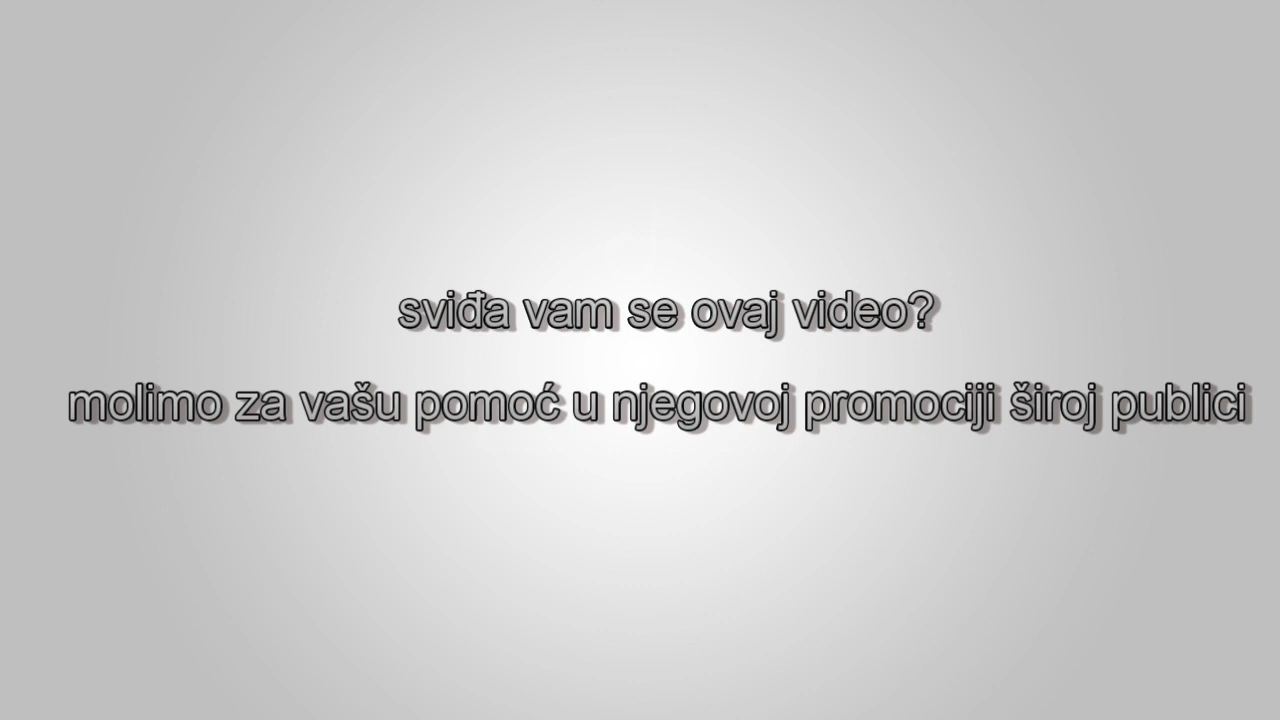 sviđa vam se ovaj video?
molimo za vašu pomoć u njegovoj promociji široj publici